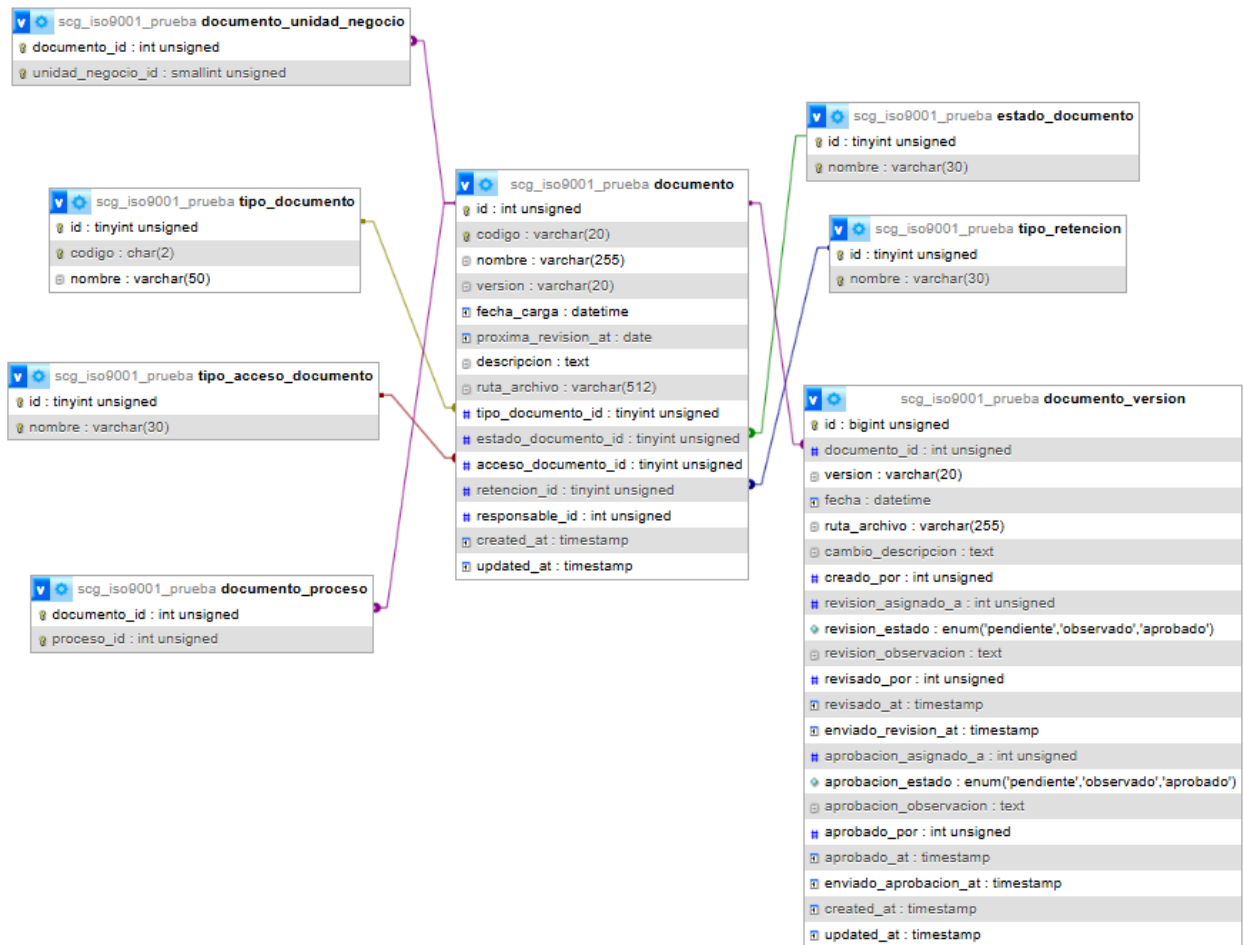 scg_iso9001_prueba documento_unidad_negocio
documento_id : int unsigned
unidad_negocio_id : smallint unsigned
scg_iso9001_prueba tipo_documento
id : tinyint unsigned
codigo : char(2)
nombre : varchar(50)
scg_iso9001_prueba tipo_acceso_documento
id : tinyint unsigned
nombre : varchar(30)
scg_iso9001_prueba documento_proceso
documento_id : int unsigned
proceso_id : int unsigned
scg_iso9001_prueba documento
id : int unsigned
codigo : varchar(20)
nombre : varchar(255)
version : varchar(20)
fecha_carga : datetime
proxima_revision_at : date
descripcion : text
ruta_archivo : varchar(512)
tipo_documento_id : tinyint unsigned
estado_documento_id : tinyint unsigned
acceso_documento_id : tinyint unsigned
retencion_id : tinyint unsigned
responsable_id : int unsigned
created_at : timestamp
updated_at : timestamp
scg_iso9001_prueba estado_documento
id : tinyint unsigned
nombre : varchar(30)
scg_iso9001_prueba tipo_retencion
id : tinyint unsigned
nombre : varchar(30)
scg_iso9001_prueba documento_version
id : bigint unsigned
documento_id : int unsigned
version : varchar(20)
fecha : datetime
ruta_archivo : varchar(255)
cambio_descripcion : text
creado_por : int unsigned
revision_asignado_a : int unsigned
revision_estado : enum('pendiente','observado','aprobado')
revision_observacion : text
revisado_por : int unsigned
revisado_at : timestamp
enviado_revision_at : timestamp
aprobacion_asignado_a : int unsigned
aprobacion_estado : enum('pendiente','observado','aprobado')
aprobacion_observacion : text
aprobado_por : int unsigned
aprobado_at : timestamp
enviado_aprobacion_at : timestamp
created_at : timestamp
updated_at : timestamp